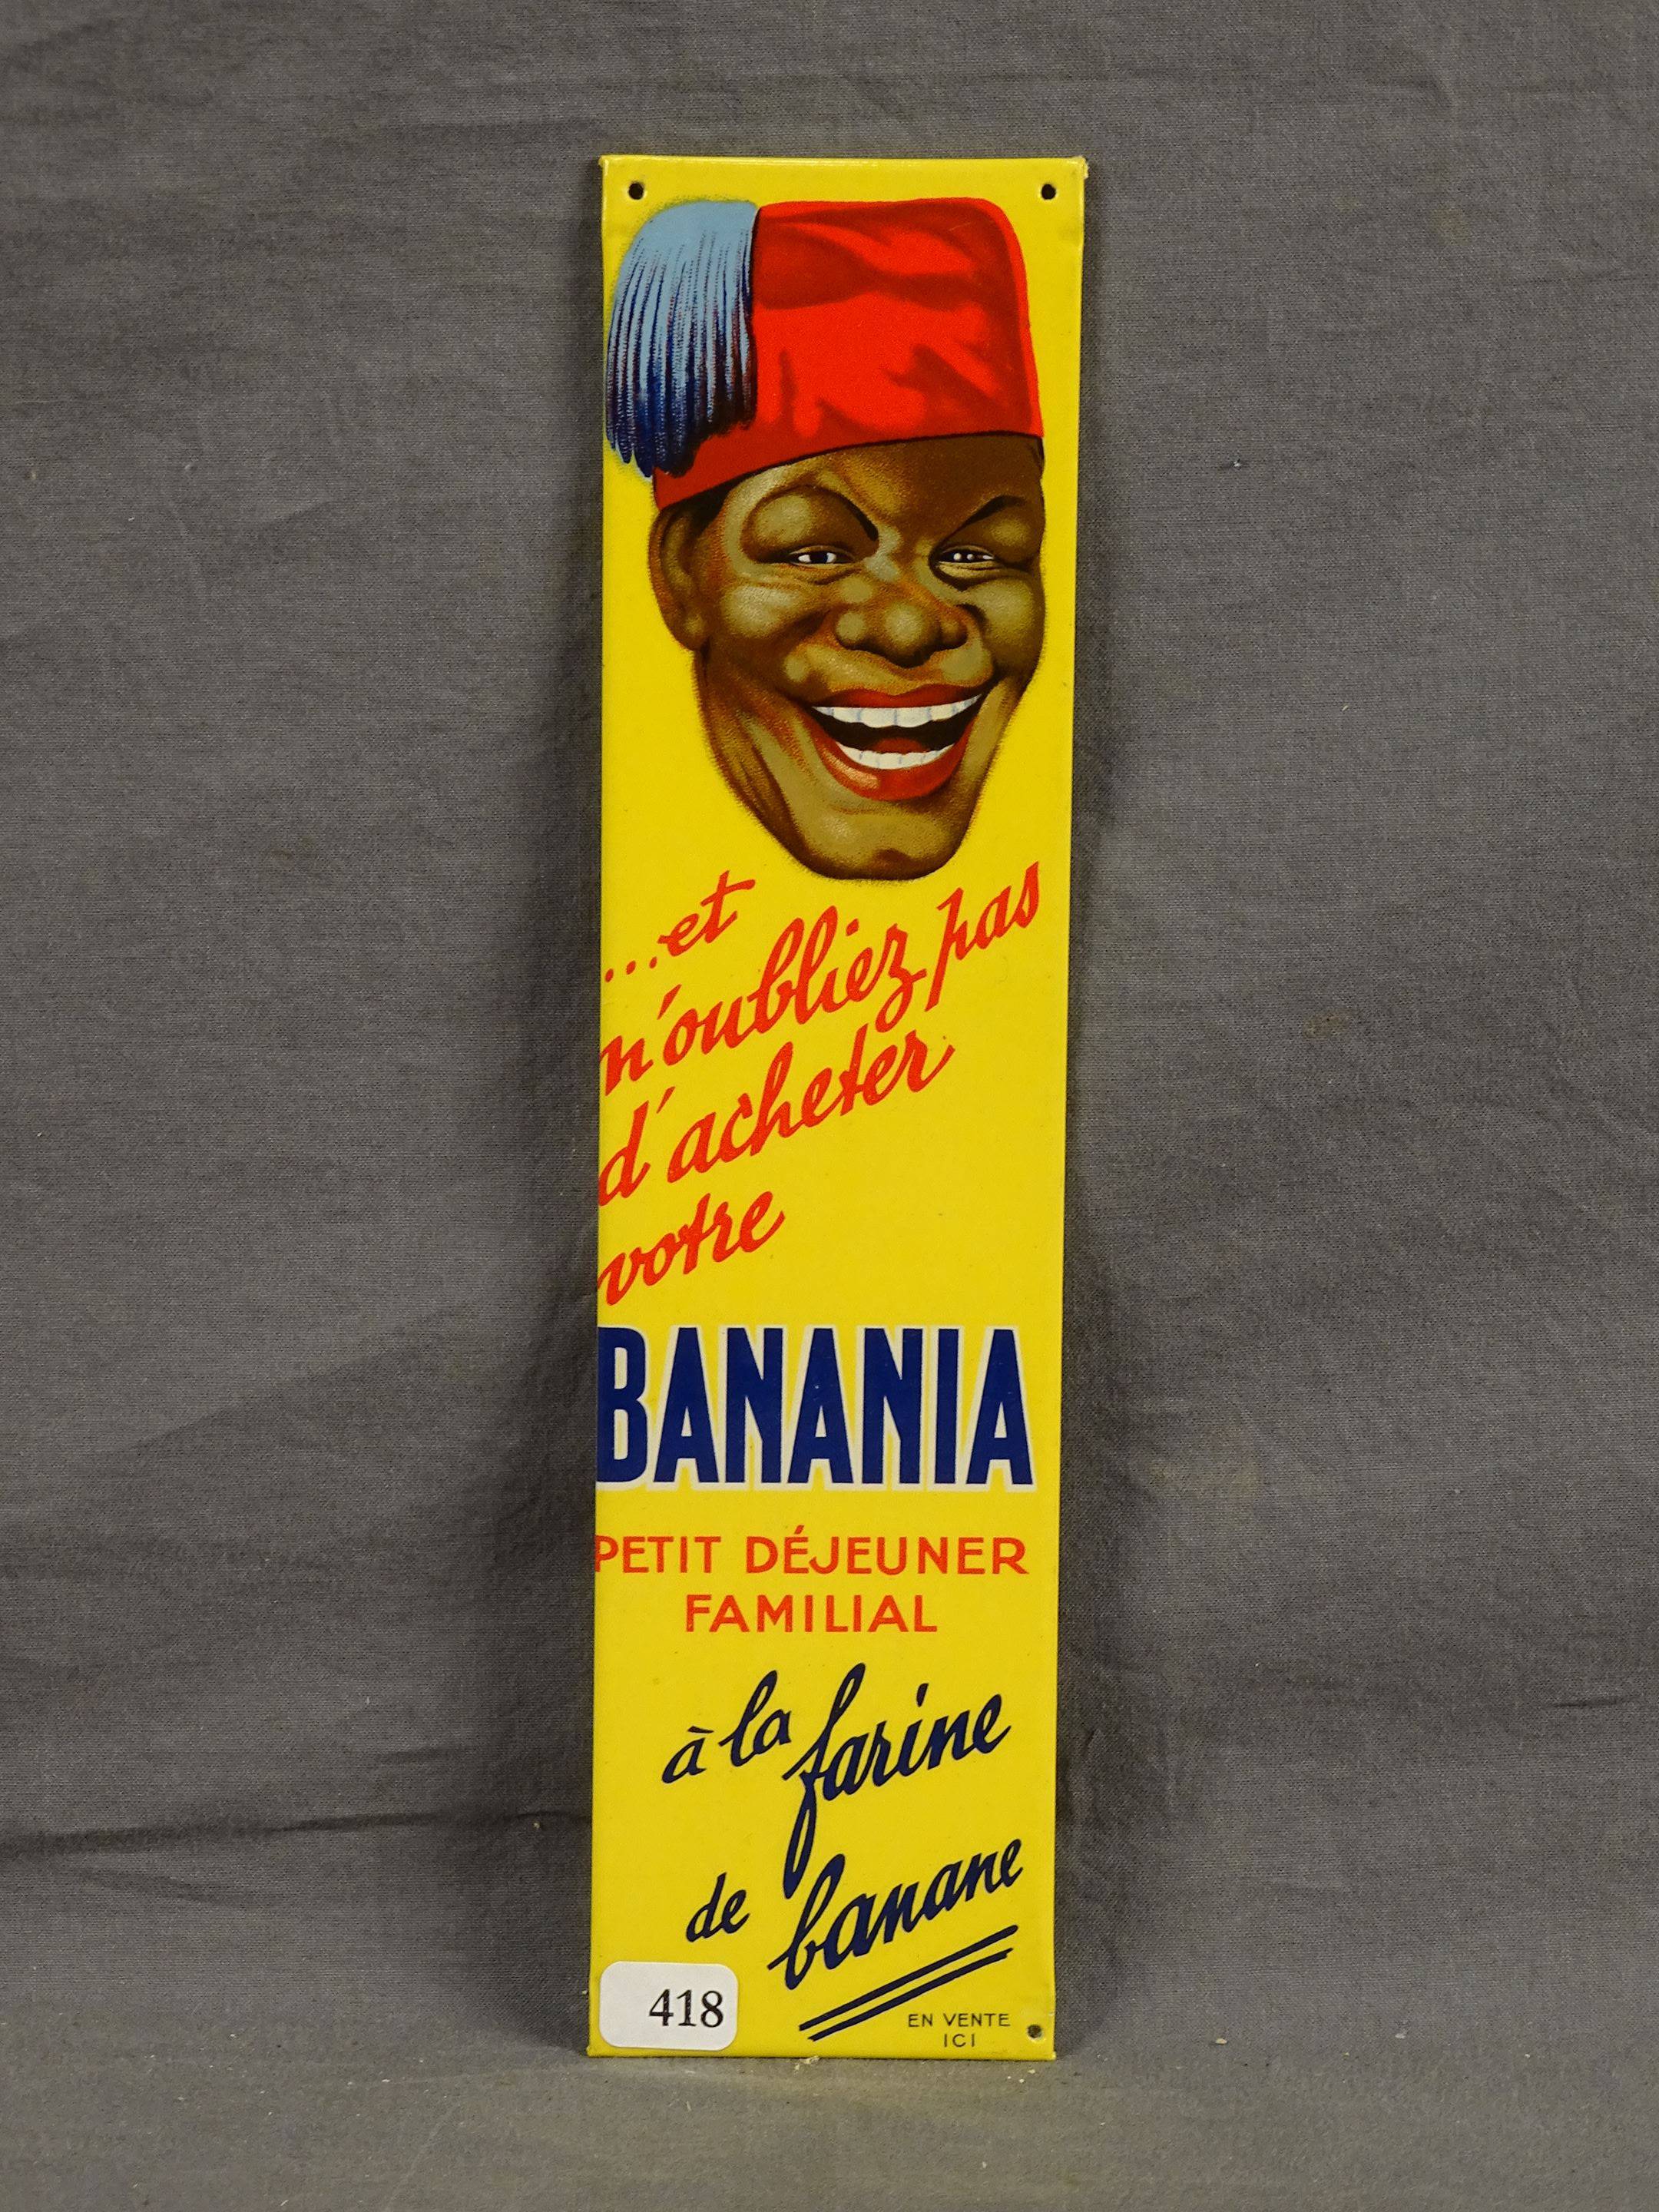 ...et
n'oubliez pas
d'acheter
votre
BANANIA
PETIT DÉJEUNER
FAMILIAL
à la farine
de banane
418
EN VENTE
ICI